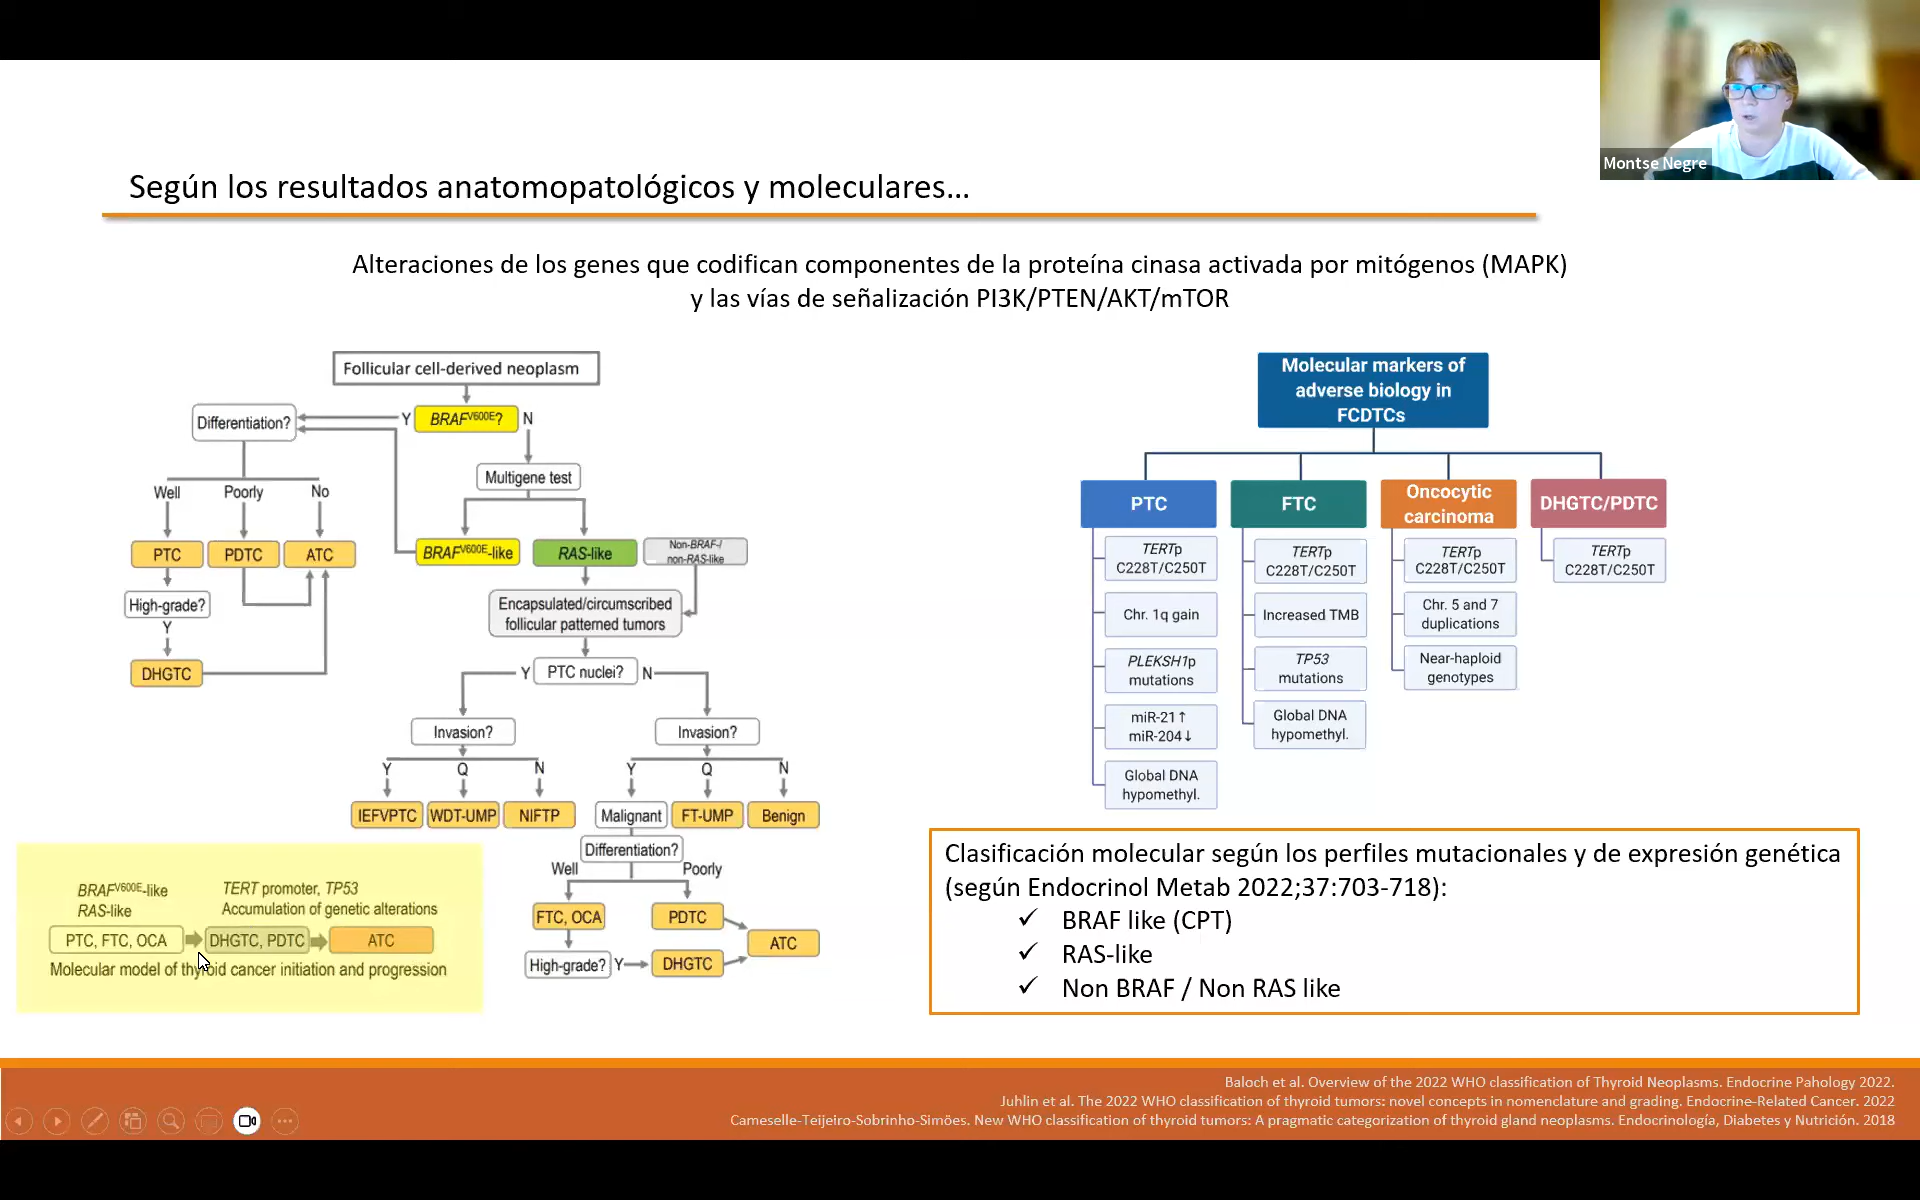 Montse Negre
Según los resultados anatomopatológicos y moleculares...
Alteraciones de los genes que codifican componentes de la proteína cinasa activada por mitógenos (MAPK)
y las vías de señalización PI3K/PTEN/AKT/mTOR
Follicular cell-derived neoplasm
Differentiation?
Y
BRAFV600E?
N
Multigene test
Well
Poorly
No
PTC
PDTC
ATC
BRAFV600E-like
RAS-like
Non-BRAF-/
non-RAS-like
High-grade?
Y
DHGTC
Encapsulated/circumscribed
follicular patterned tumors
Y
PTC nuclei?
N
Invasion?
Invasion?
Y
Q
N
Y
Q
N
IEFVPTC
WDT-UMP
NIFTP
Malignant
FT-UMP
Benign
Differentiation?
Well
Poorly
FTC, OCA
PDTC
ATC
High-grade?
Y
DHGTC
BRAFV600E-like
RAS-like
TERT promoter, TP53
Accumulation of genetic alterations
PTC, FTC, OCA
DHGTC, PDTC
ATC
Molecular model of thyroid cancer initiation and progression
Molecular markers of
adverse biology in
FCDTCs
PTC
TERTp
C228T/C250T
Chr. 1q gain
PLEKSH1p
mutations
miR-21↑
miR-204↓
Global DNA
hypomethyl.
FTC
TERTp
C228T/C250T
Increased TMB
TP53
mutations
Global DNA
hypomethyl.
Oncocytic
carcinoma
TERTp
C228T/C250T
Chr. 5 and 7
duplications
Near-haploid
genotypes
DHGTC/PDTC
TERTp
C228T/C250T
Clasificación molecular según los perfiles mutacionales y de expresión genética
(según Endocrinol Metab 2022;37:703-718):
✓ BRAF like (CPT)
✓ RAS-like
✓ Non BRAF / Non RAS like
Baloch et al. Overview of the 2022 WHO classification of Thyroid Neoplasms. Endocrine Pahology 2022.
Juhlin et al. The 2022 WHO classification of thyroid tumors: novel concepts in nomenclature and grading. Endocrine-Related Cancer. 2022
Cameselle-Teijeiro-Sobrinho-Simöes. New WHO classification of thyroid tumors: A pragmatic categorization of thyroid gland neoplasms. Endocrinología, Diabetes y Nutrición. 2018